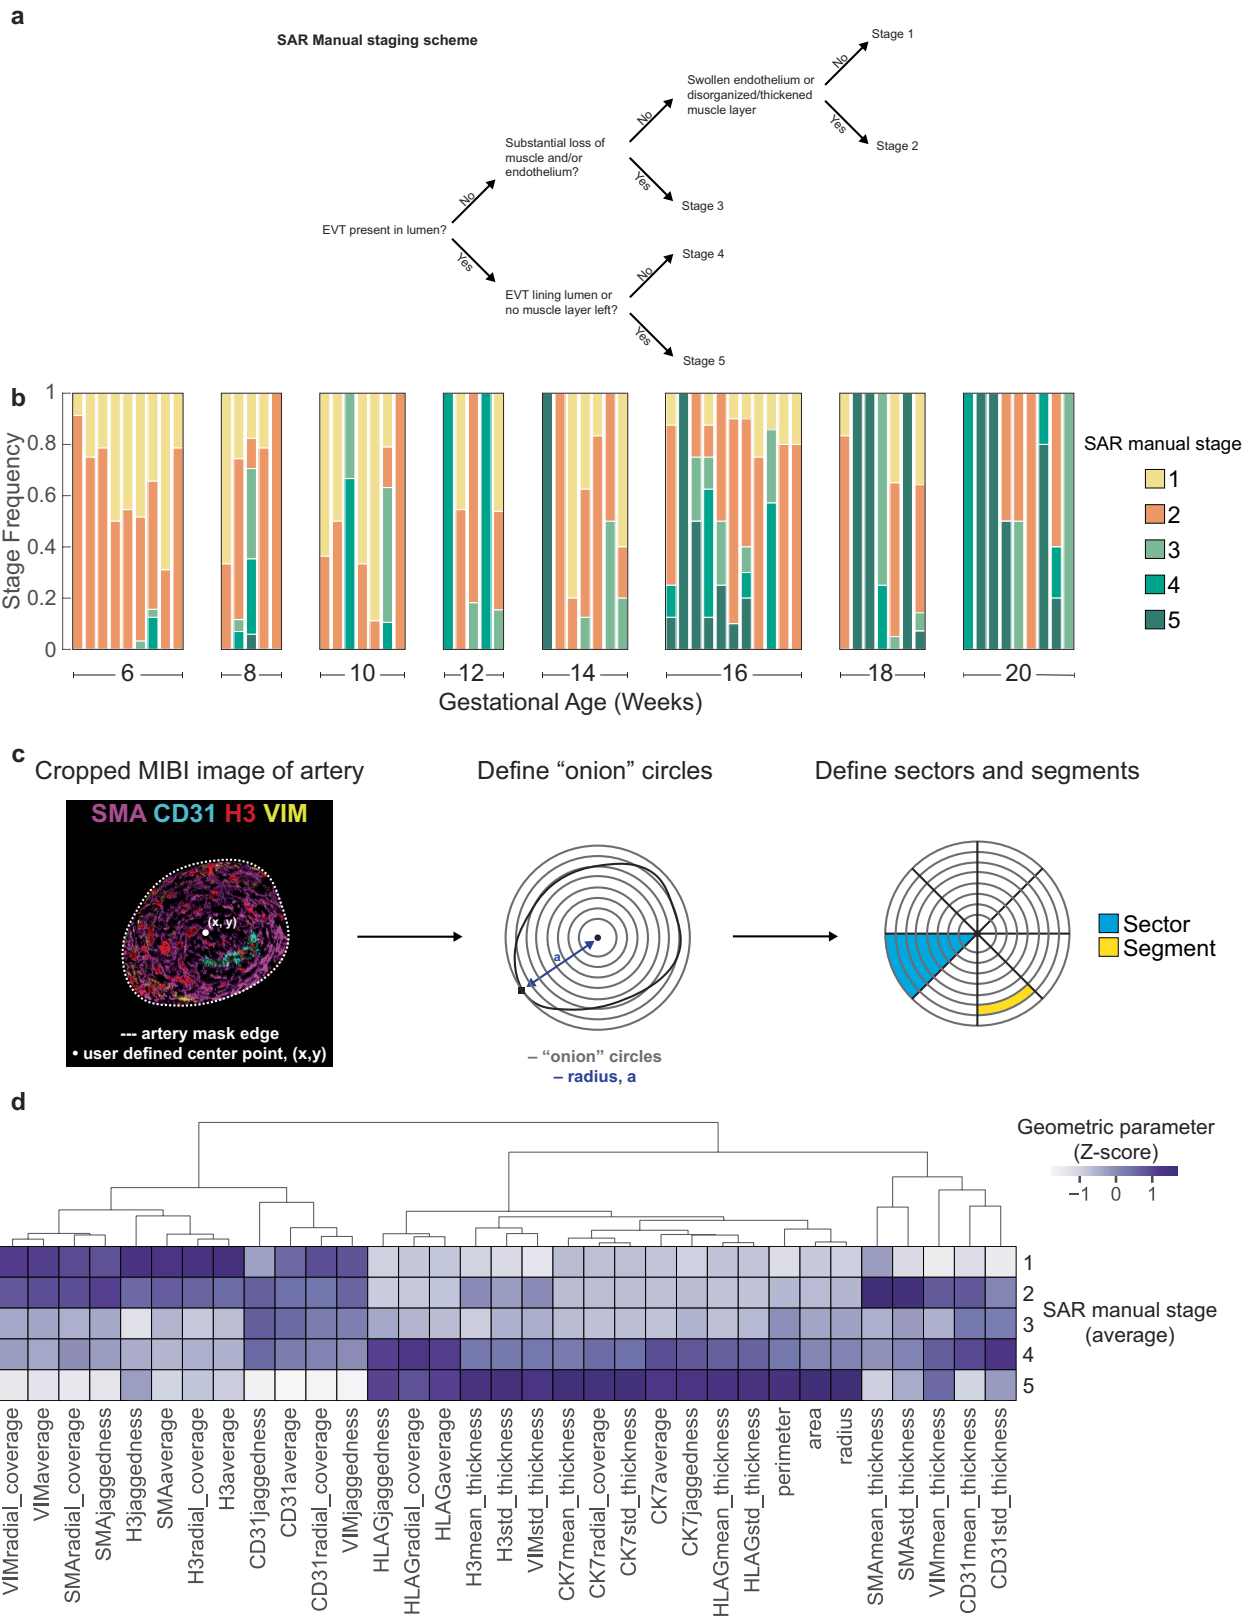 a
SAR Manual staging scheme
EVT present in lumen?
No
Yes
Substantial loss of
muscle and/or
endothelium?
No
Yes
Swollen endothelium or
disorganized/thickened
muscle layer
No
Yes
Stage 1
Stage 2
Stage 3
EVT lining lumen or
no muscle layer left?
No
Yes
Stage 4
Stage 5
b
Stage Frequency
1
0.8
0.6
0.4
0.2
0
6
8
10
12
14
16
18
20
Gestational Age (Weeks)
SAR manual stage
1
2
3
4
5
c
Cropped MIBI image of artery
SMA CD31 H3 VIM
(x, y)
--- artery mask edge
• user defined center point, (x,y)
Define “onion” circles
a
– “onion” circles
– radius, a
Define sectors and segments
Sector
Segment
d
Geometric parameter
(Z-score)
−1 0 1
1
2
3
4
5
SAR manual stage
(average)
VIMradial_coverage
VIMaverage
SMAradial_coverage
SMAjaggedness
H3jaggedness
SMAaverage
H3radial_coverage
H3average
CD31jaggedness
CD31average
CD31radial_coverage
VIMjaggedness
HLAGjaggedness
HLAGradial_coverage
HLAGaverage
H3mean_thickness
H3std_thickness
VIMstd_thickness
CK7mean_thickness
CK7radial_coverage
CK7std_thickness
CK7average
CK7jaggedness
HLAGmean_thickness
HLAGstd_thickness
perimeter
area
radius
SMAmean_thickness
SMAstd_thickness
VIMmean_thickness
CD31mean_thickness
CD31std_thickness